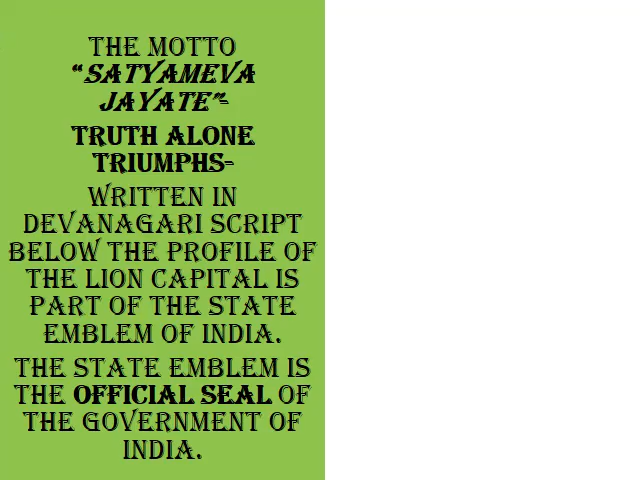 THE MOTTO
“SATYAMEVA
JAYATE”-
TRUTH ALONE
TRIUMPHS-
WRITTEN IN
DEVANAGARI SCRIPT
BELOW THE PROFILE OF
THE LION CAPITAL IS
PART OF THE STATE
EMBLEM OF INDIA.
THE STATE EMBLEM IS
THE OFFICIAL SEAL OF
THE GOVERNMENT OF
INDIA.